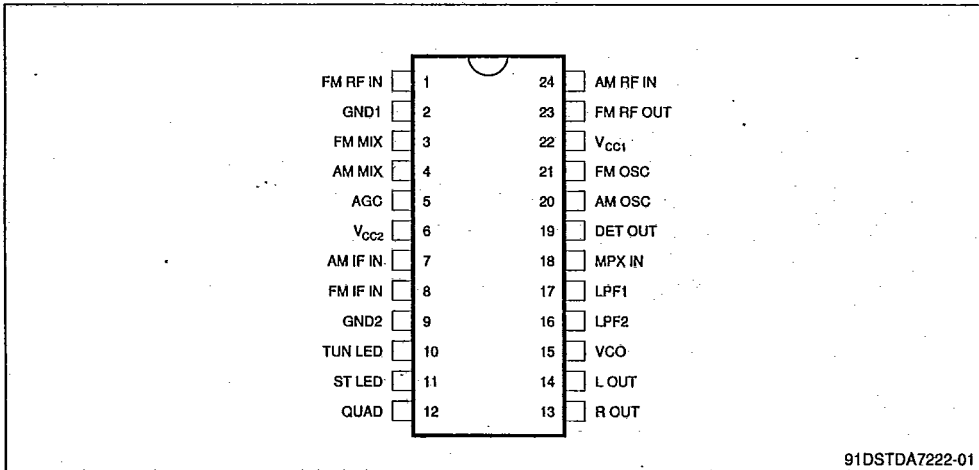 FM RF IN 1 24 AM RF IN
GND1 2 23 FM RF OUT
FM MIX 3 22 VCC1
AM MIX 4 21 FM OSC
AGC 5 20 AM OSC
VCC2 6 19 DET OUT
AM IF IN 7 18 MPX IN
FM IF IN 8 17 LPF1
GND2 9 16 LPF2
TUN LED 10 15 VCO
ST LED 11 14 L OUT
QUAD 12 13 R OUT
91DSTDA7222-01